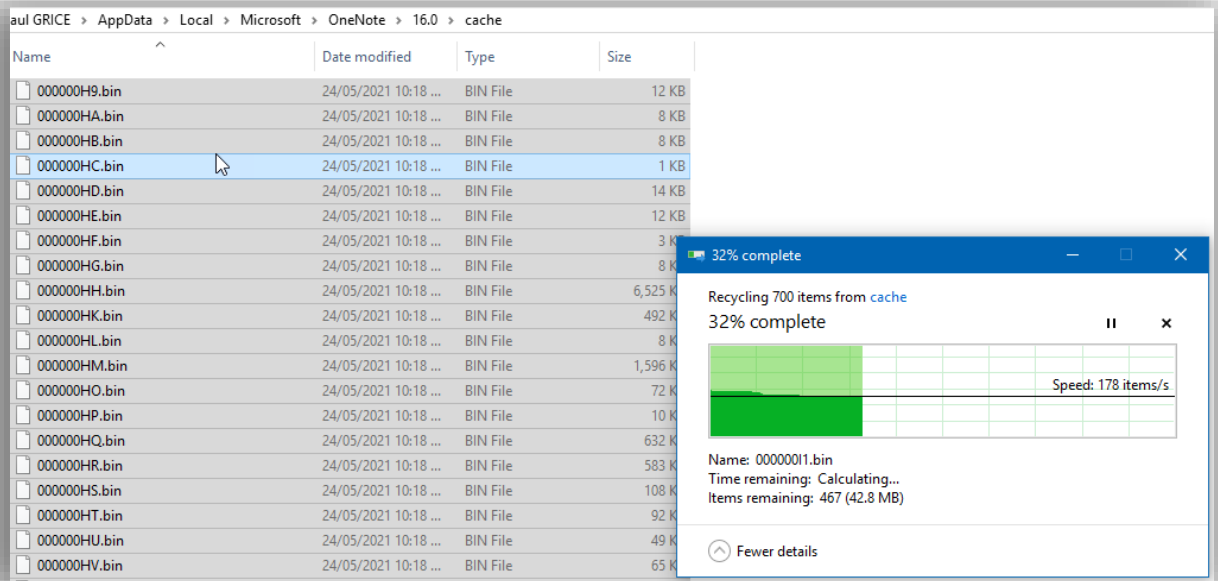 aul GRICE > AppData > Local > Microsoft > OneNote > 16.0 > cache
Name Date modified Type Size
000000H9.bin 24/05/2021 10:18 ... BIN File 12 KB
000000HA.bin 24/05/2021 10:18 ... BIN File 8 KB
000000HB.bin 24/05/2021 10:18 ... BIN File 8 KB
000000HC.bin 24/05/2021 10:18 ... BIN File 1 KB
000000HD.bin 24/05/2021 10:18 ... BIN File 14 KB
000000HE.bin 24/05/2021 10:18 ... BIN File 12 KB
000000HF.bin 24/05/2021 10:18 ... BIN File 3 K
000000HG.bin 24/05/2021 10:18 ... BIN File 8 K
000000HH.bin 24/05/2021 10:18 ... BIN File 6,525 K
000000HK.bin 24/05/2021 10:18 ... BIN File 492 K
000000HL.bin 24/05/2021 10:18 ... BIN File 8 K
000000HM.bin 24/05/2021 10:18 ... BIN File 1,596 K
000000HO.bin 24/05/2021 10:18 ... BIN File 72 K
000000HP.bin 24/05/2021 10:18 ... BIN File 10 K
000000HQ.bin 24/05/2021 10:18 ... BIN File 632 K
000000HR.bin 24/05/2021 10:18 ... BIN File 583 K
000000HS.bin 24/05/2021 10:18 ... BIN File 108 K
000000HT.bin 24/05/2021 10:18 ... BIN File 92 K
000000HU.bin 24/05/2021 10:18 ... BIN File 49 K
000000HV.bin 24/05/2021 10:18 ... BIN File 65 K
32% complete
Recycling 700 items from cache
32% complete
Speed: 178 items/s
Name: 000000I1.bin
Time remaining: Calculating...
Items remaining: 467 (42.8 MB)
Fewer details